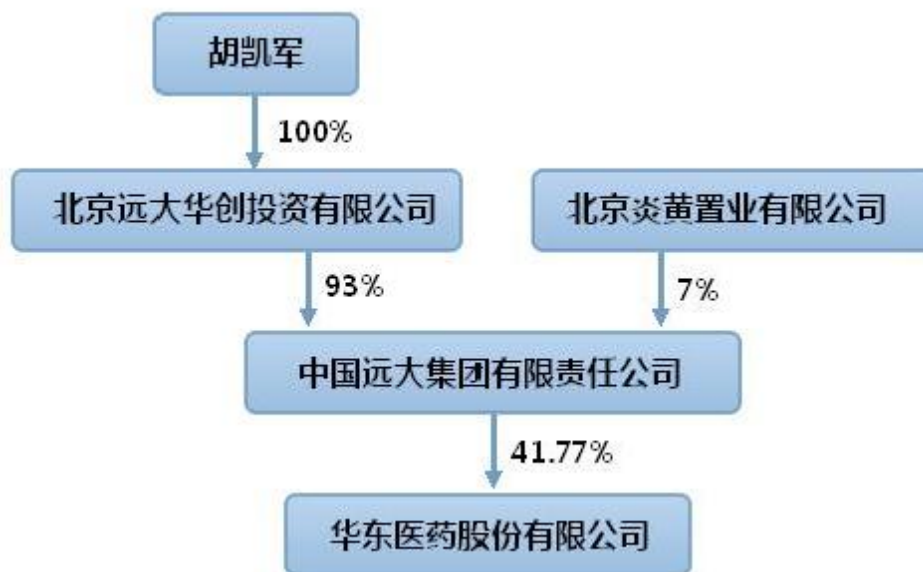 胡凯军
100%
北京远大华创投资有限公司
北京炎黄置业有限公司
93%
7%
中国远大集团有限责任公司
41.77%
华东医药股份有限公司